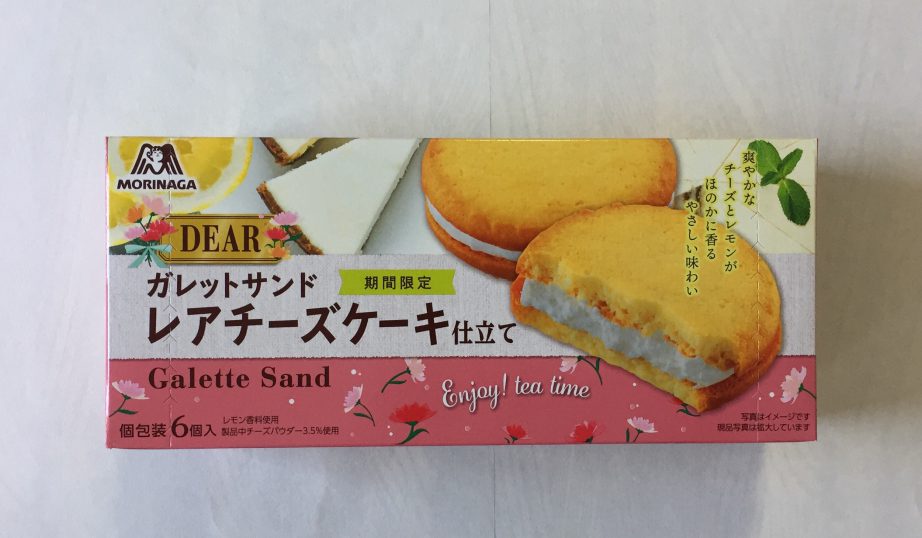 MORINAGA
DEAR
ガレットサンド
期間限定
レアチーズケーキ仕立て
爽やかな
チーズとレモンが
ほのかに香る
やさしい味わい
Galette Sand
Enjoy! tea time
個包装6個入
レモン香料使用
製品中チーズパウダー3.5%使用
写真はイメージです
現品写真は拡大しています